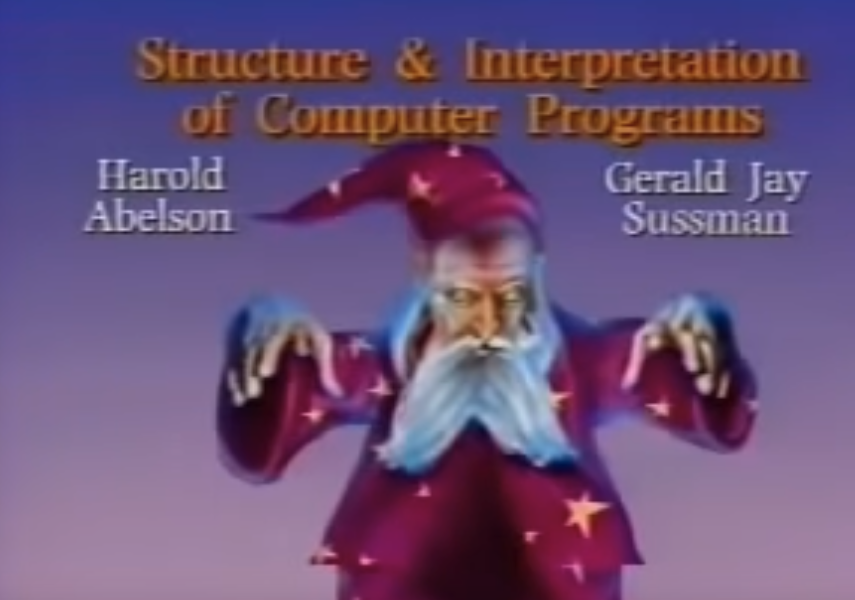 Structure & Interpretation
of Computer Programs
Harold
Abelson
Gerald Jay
Sussman